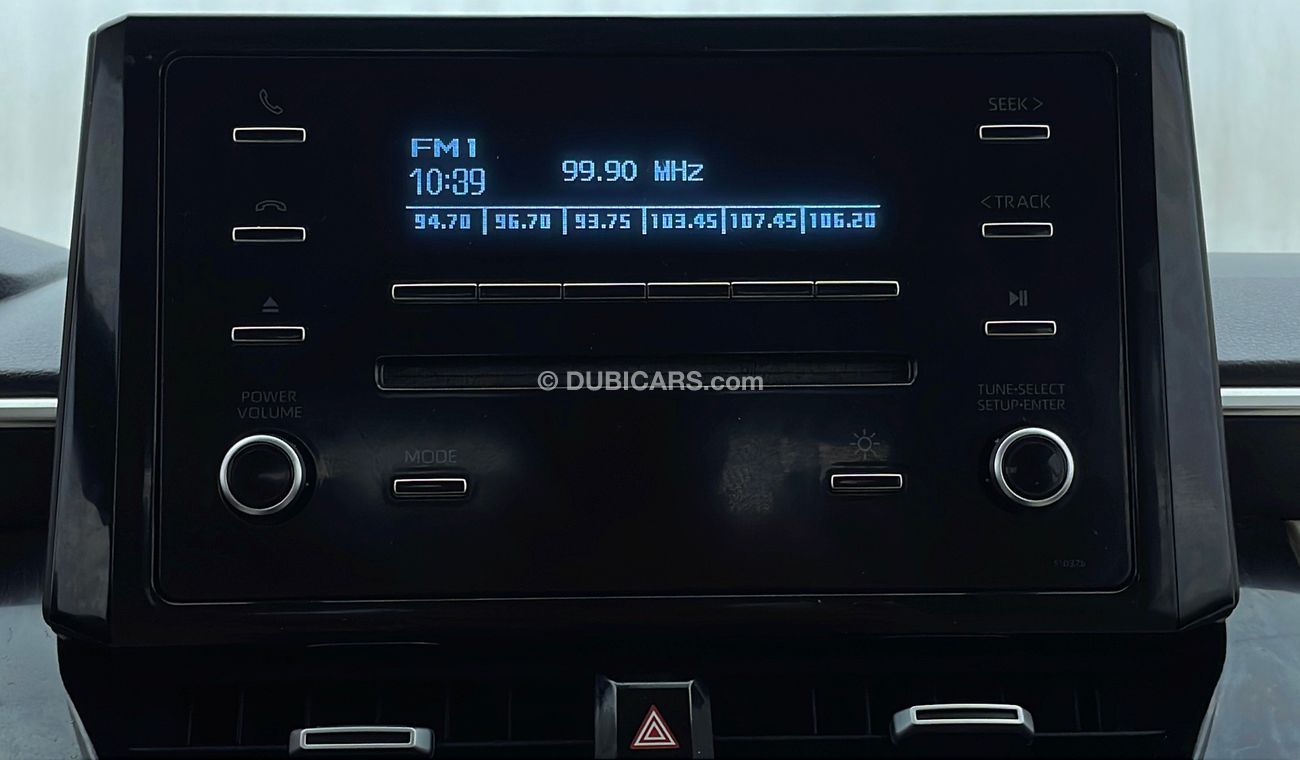 SEEK >
FM1
10:39
99.90 MHz
94.70 96.70 93.75 103.45 107.45 106.20
< TRACK
© DUBICARS.com
POWER
VOLUME
TUNE•SELECT
SETUP•ENTER
MODE